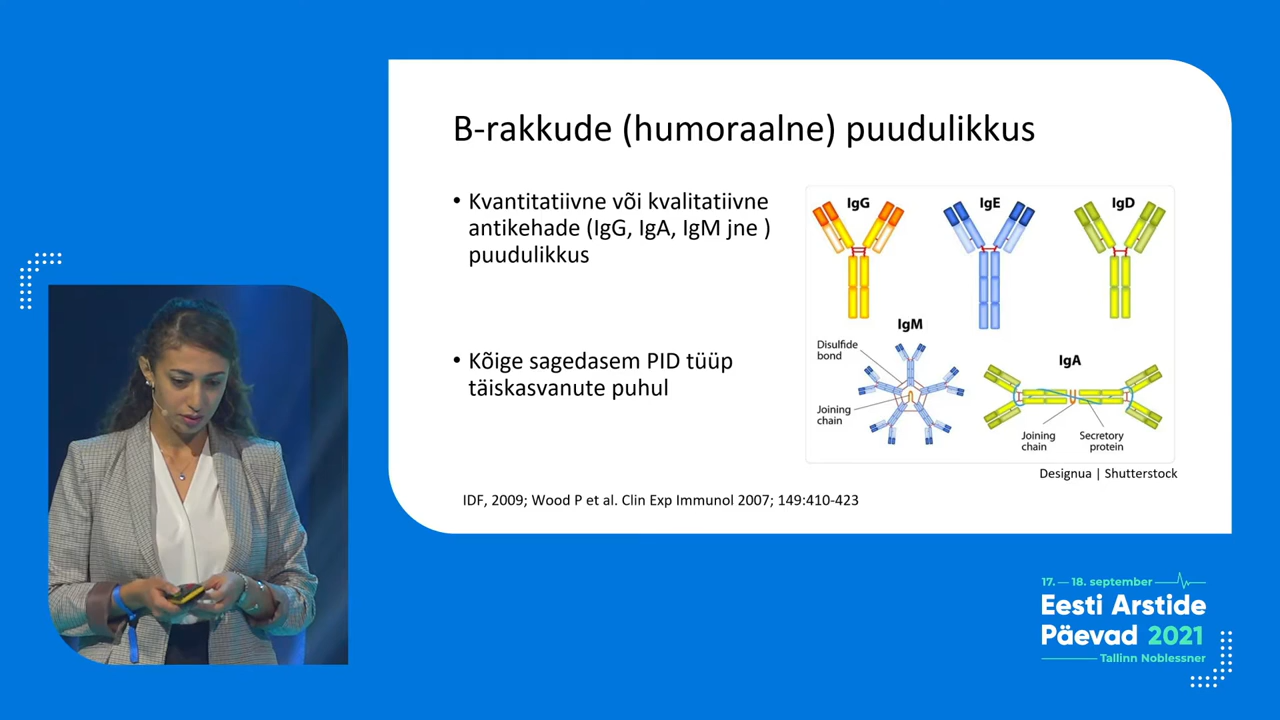 B-rakkude (humoraalne) puudulikkus
• Kvantitatiivne või kvalitatiivne
antikehade (IgG, IgA, IgM jne )
puudulikkus
• Kõige sagedasem PID tüüp
täiskasvanute puhul
IgG
IgE
IgD
IgM
Disulfide
bond
Joining
chain
IgA
Joining
chain
Secretory
protein
Designua | Shutterstock
IDF, 2009; Wood P et al. Clin Exp Immunol 2007; 149:410-423
17. — 18. september
Eesti Arstide
Päevad 2021
Tallinn Noblessner